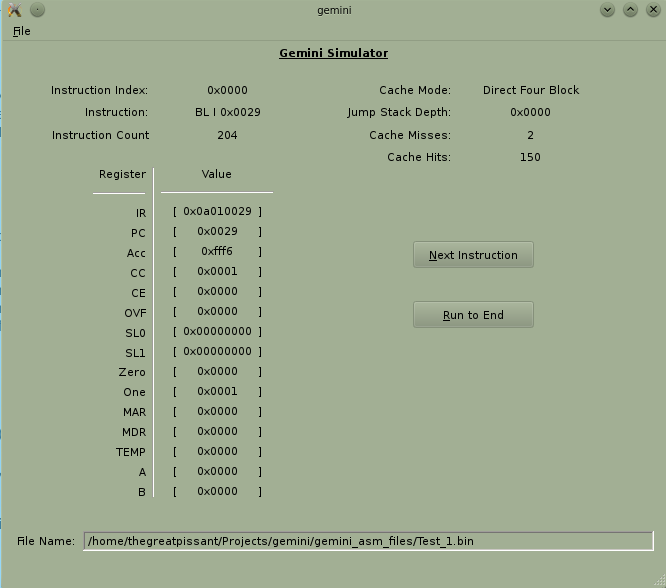 gemini
File
Gemini Simulator
Instruction Index: 0x0000 Cache Mode: Direct Four Block
Instruction: BL I 0x0029 Jump Stack Depth: 0x0000
Instruction Count 204 Cache Misses: 2
Cache Hits: 150
Register Value
IR [ 0x0a010029 ]
PC [ 0x0029 ]
Acc [ 0xfff6 ]
CC [ 0x0001 ]
CE [ 0x0000 ]
OVF [ 0x0000 ]
SL0 [ 0x00000000 ]
SL1 [ 0x00000000 ]
Zero [ 0x0000 ]
One [ 0x0001 ]
MAR [ 0x0000 ]
MDR [ 0x0000 ]
TEMP [ 0x0000 ]
A [ 0x0000 ]
B [ 0x0000 ]
Next Instruction
Run to End
File Name: /home/thegreatpissant/Projects/gemini/gemini_asm_files/Test_1.bin